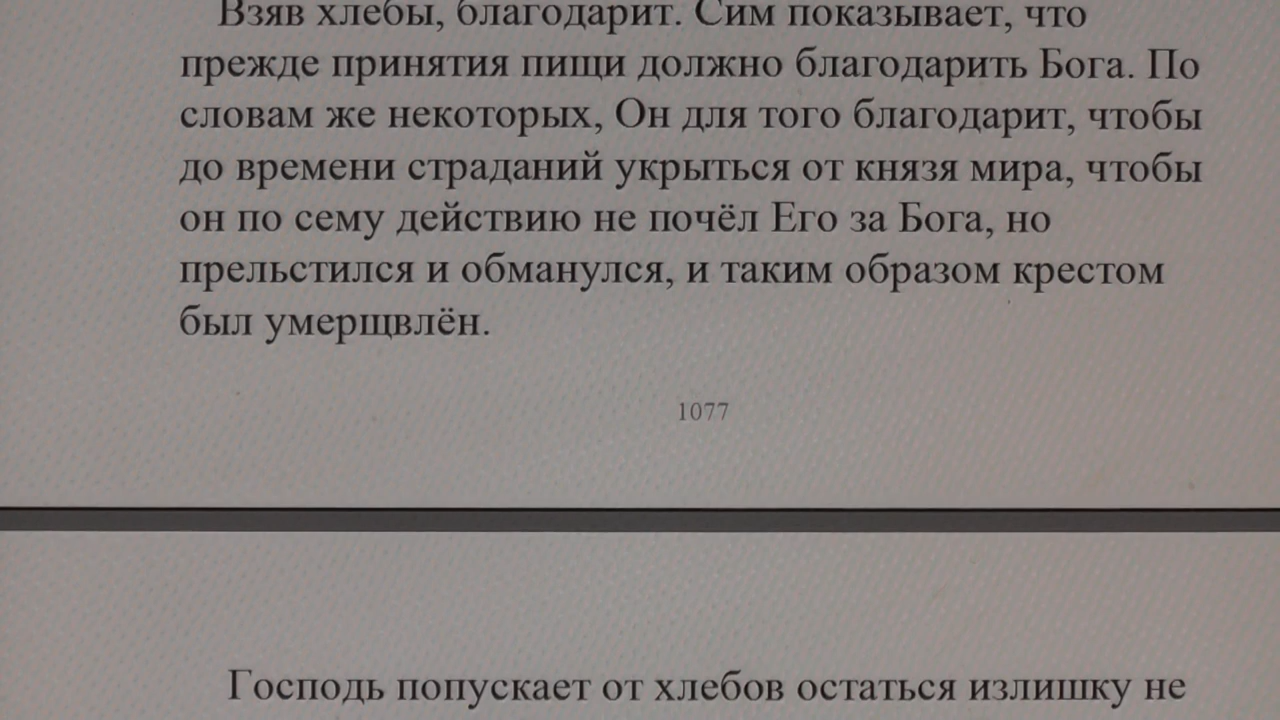 Взяв хлебы, благодарит. Сим показывает, что
прежде принятия пищи должно благодарить Бога. По
словам же некоторых, Он для того благодарит, чтобы
до времени страданий укрыться от князя мира, чтобы
он по сему действию не почёл Его за Бога, но
прельстился и обманулся, и таким образом крестом
был умерщвлён.
1077
Господь попускает от хлебов остаться излишку не